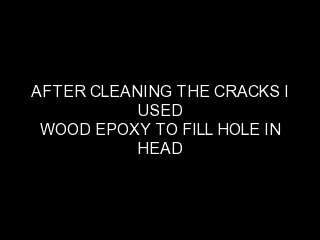 AFTER CLEANING THE CRACKS I
USED
WOOD EPOXY TO FILL HOLE IN
HEAD